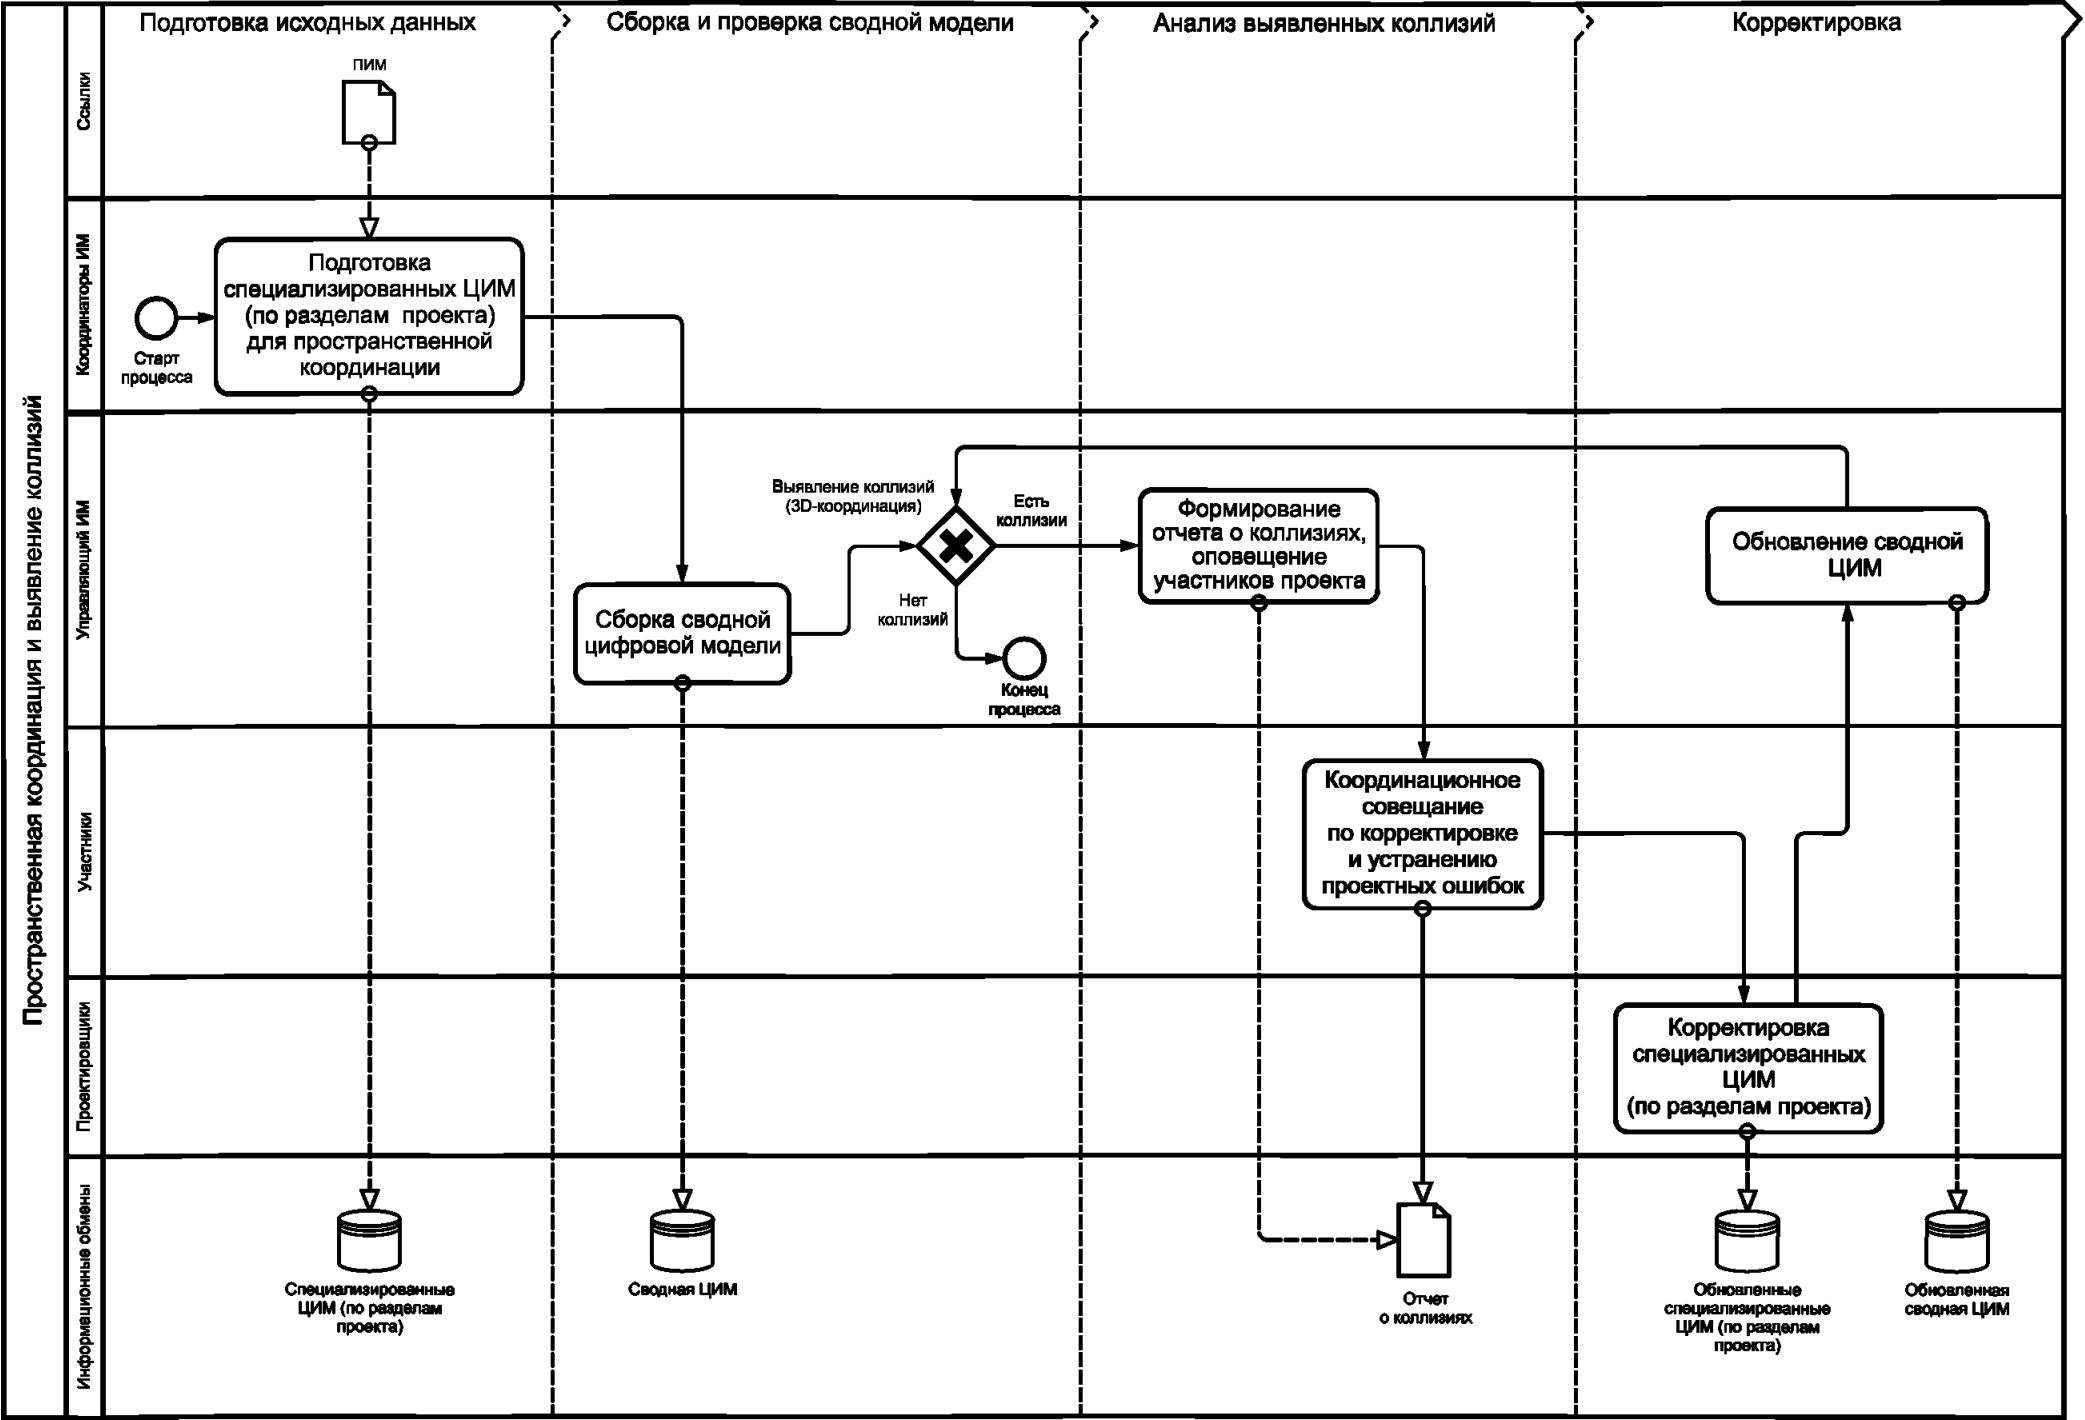 Подготовка исходных данных
Сборка и проверка сводной модели
Анализ выявленных коллизий
Корректировка
Пространственная координация и выявление коллизий
Ссылки
ПИМ
Координаторы ИМ
Старт
процесса
Подготовка
специализированных ЦИМ
(по разделам проекта)
для пространственной
координации
Управляющий ИМ
Сборка сводной
цифровой модели
Выявление коллизий
(3D-координация)
Есть
коллизии
Нет
коллизий
Конец
процесса
Формирование
отчета о коллизиях,
оповещение
участников проекта
Обновление сводной
ЦИМ
Участники
Координационное
совещание
по корректировке
и устранению
проектных ошибок
Проектировщики
Корректировка
специализированных
ЦИМ
(по разделам проекта)
Информационные обмены
Специализированные
ЦИМ (по разделам
проекта)
Сводная ЦИМ
Отчет
о коллизиях
Обновленные
специализированные
ЦИМ (по разделам
проекта)
Обновленная
сводная ЦИМ